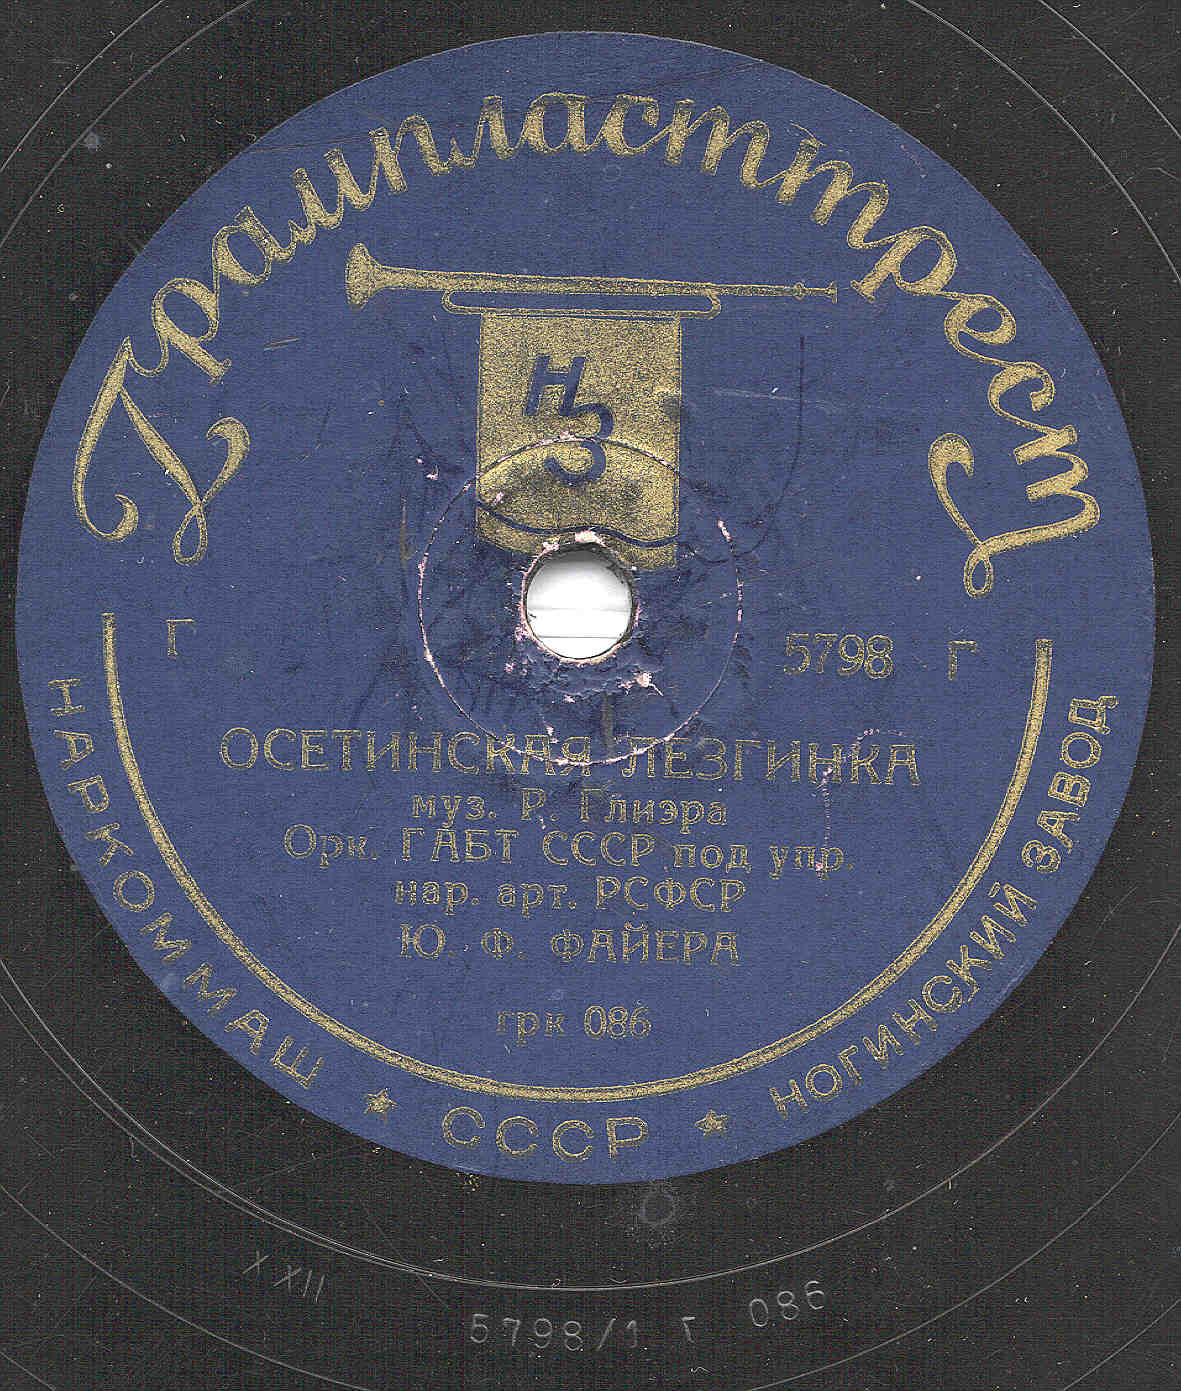 Грампласттрест
НЗ
Г 5798 Г
ОСЕТИНСКАЯ ЛЕЗГИНКА
муз. Р. Глиэра
Орк. ГАБТ СССР под упр.
нар. арт. РСФСР
Ю. Ф. ФАЙЕРА
грк 086
НАРКОММАШ ★ СССР ★ НОГИНСКИЙ ЗАВОД
XXII 5798/1 Г 086